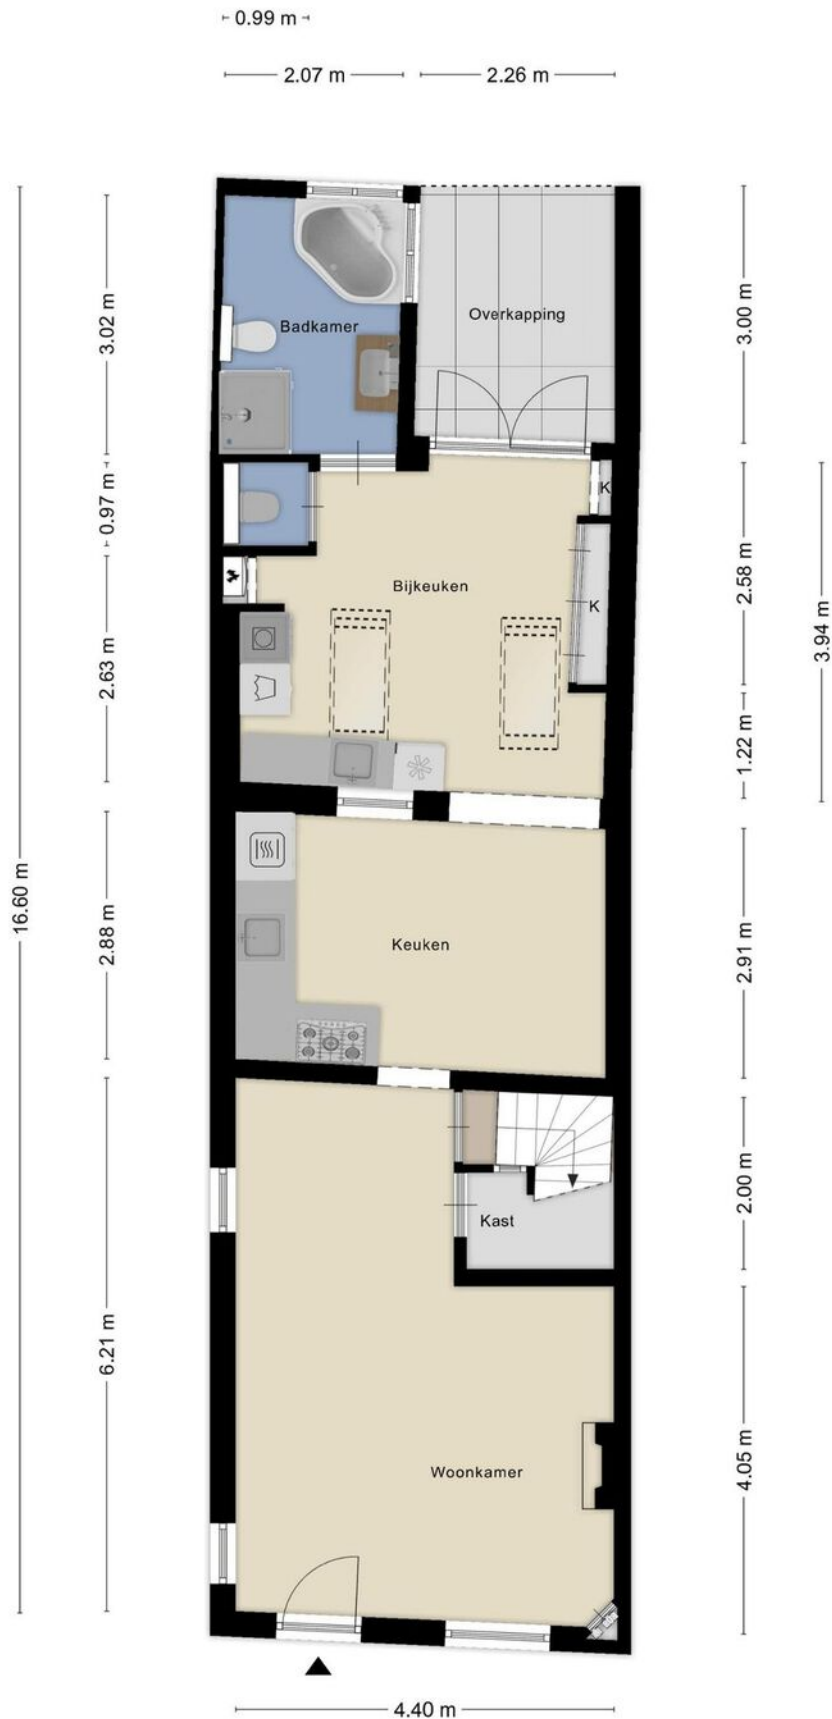 0.99 m
2.07 m
2.26 m
Overkapping
Badkamer
3.02 m
3.00 m
K
0.97 m
Bijkeuken
2.58 m
K
3.94 m
2.63 m
1.22 m
16.60 m
2.88 m
Keuken
2.91 m
2.00 m
Kast
6.21 m
4.05 m
Woonkamer
4.40 m